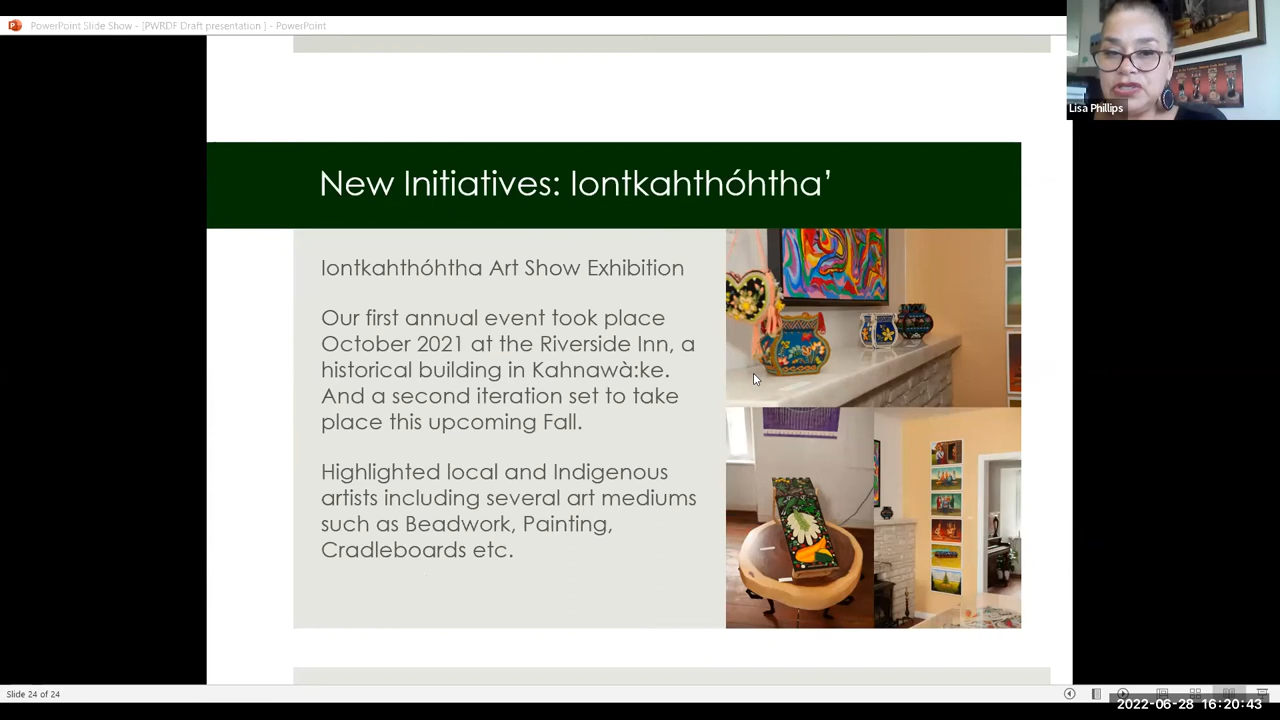 PowerPoint Slide Show - [PWRDF Draft presentation ] - PowerPoint
Lisa Phillips
New Initiatives: Iontkahthóhtha’
Iontkahthóhtha Art Show Exhibition
Our first annual event took place
October 2021 at the Riverside Inn, a
historical building in Kahnawà:ke.
And a second iteration set to take
place this upcoming Fall.
Highlighted local and Indigenous
artists including several art mediums
such as Beadwork, Painting,
Cradleboards etc.
Slide 24 of 24
2022-06-28 16:20:43